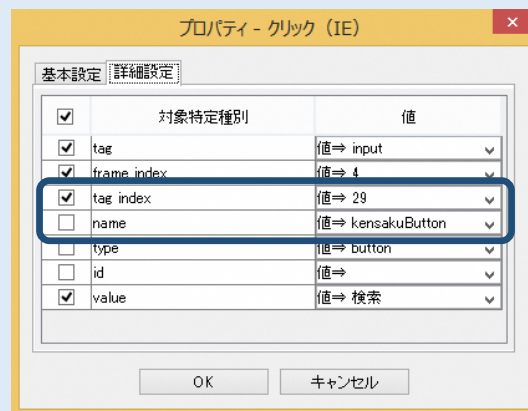 プロパティ - クリック（IE）
基本設定 詳細設定
対象特定種別 値
tag 値⇒ input
frame index 値⇒ 4
tag index 値⇒ 29
name 値⇒ kensakuButton
type 値⇒ button
id 値⇒
value 値⇒ 検索
OK キャンセル